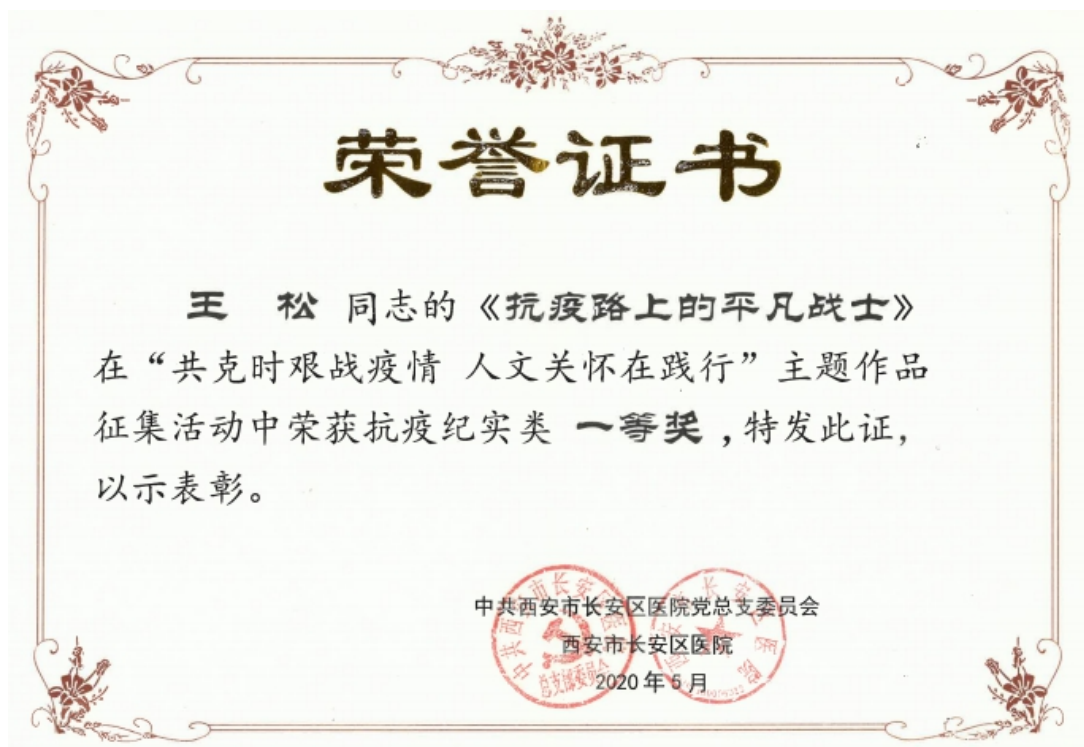 荣誉证书
王 松 同志的《抗疫路上的平凡战士》
在“共克时艰战疫情 人文关怀在践行”主题作品
征集活动中荣获抗疫纪实类 一等奖，特发此证，
以示表彰。
中共西安市长安区医院党总支委员会
西安市长安区医院
2020年5月